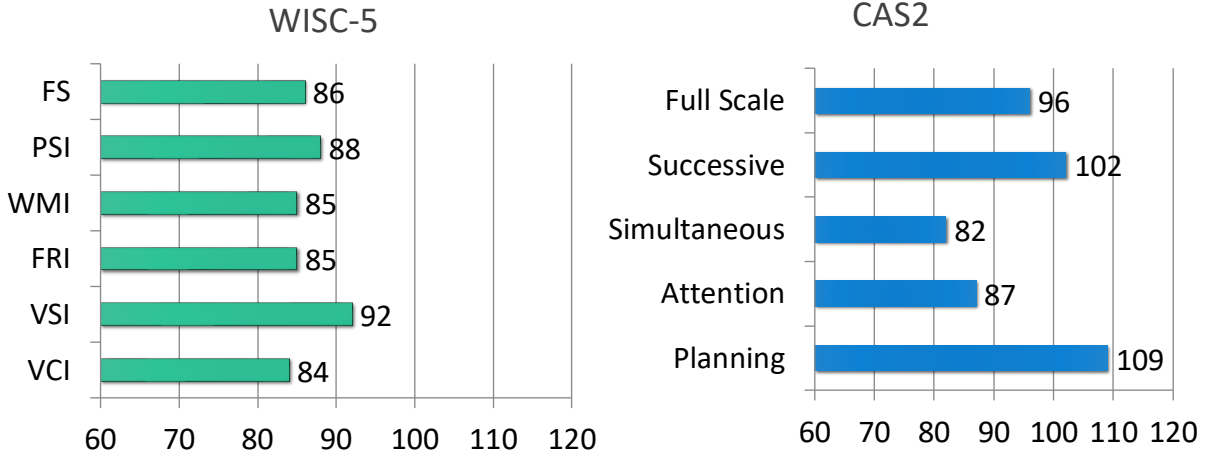 WISC-5
FS 86
PSI 88
WMI 85
FRI 85
VSI 92
VCI 84
60 70 80 90 100 110 120
CAS2
Full Scale 96
Successive 102
Simultaneous 82
Attention 87
Planning 109
60 70 80 90 100 110 120